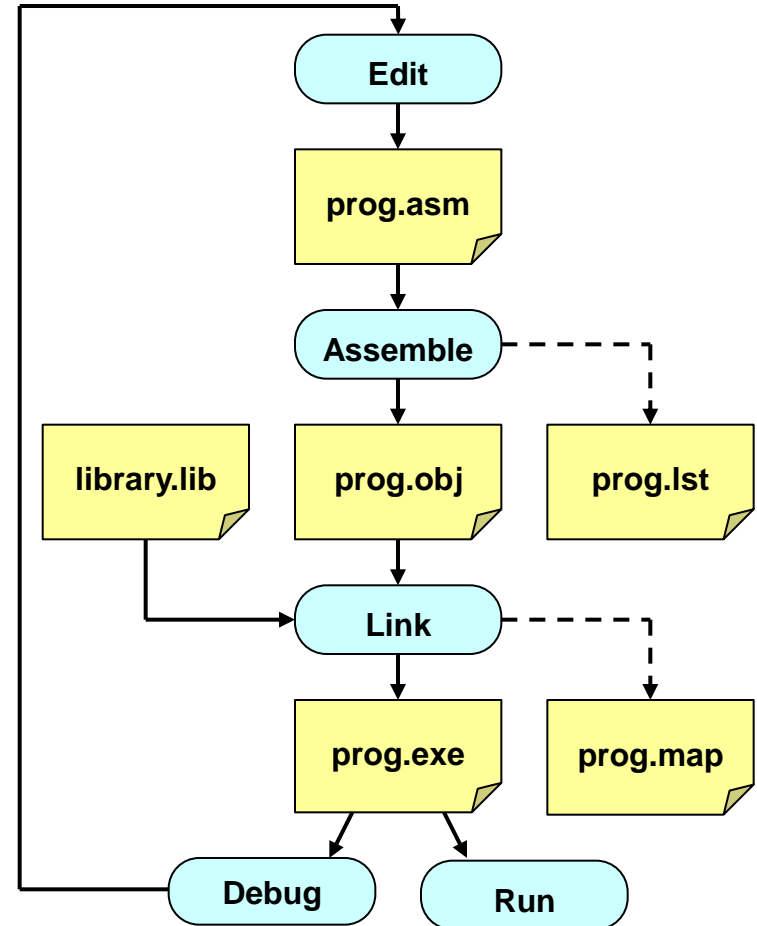 Edit
prog.asm
Assemble
library.lib
prog.obj
prog.lst
Link
prog.exe
prog.map
Debug
Run